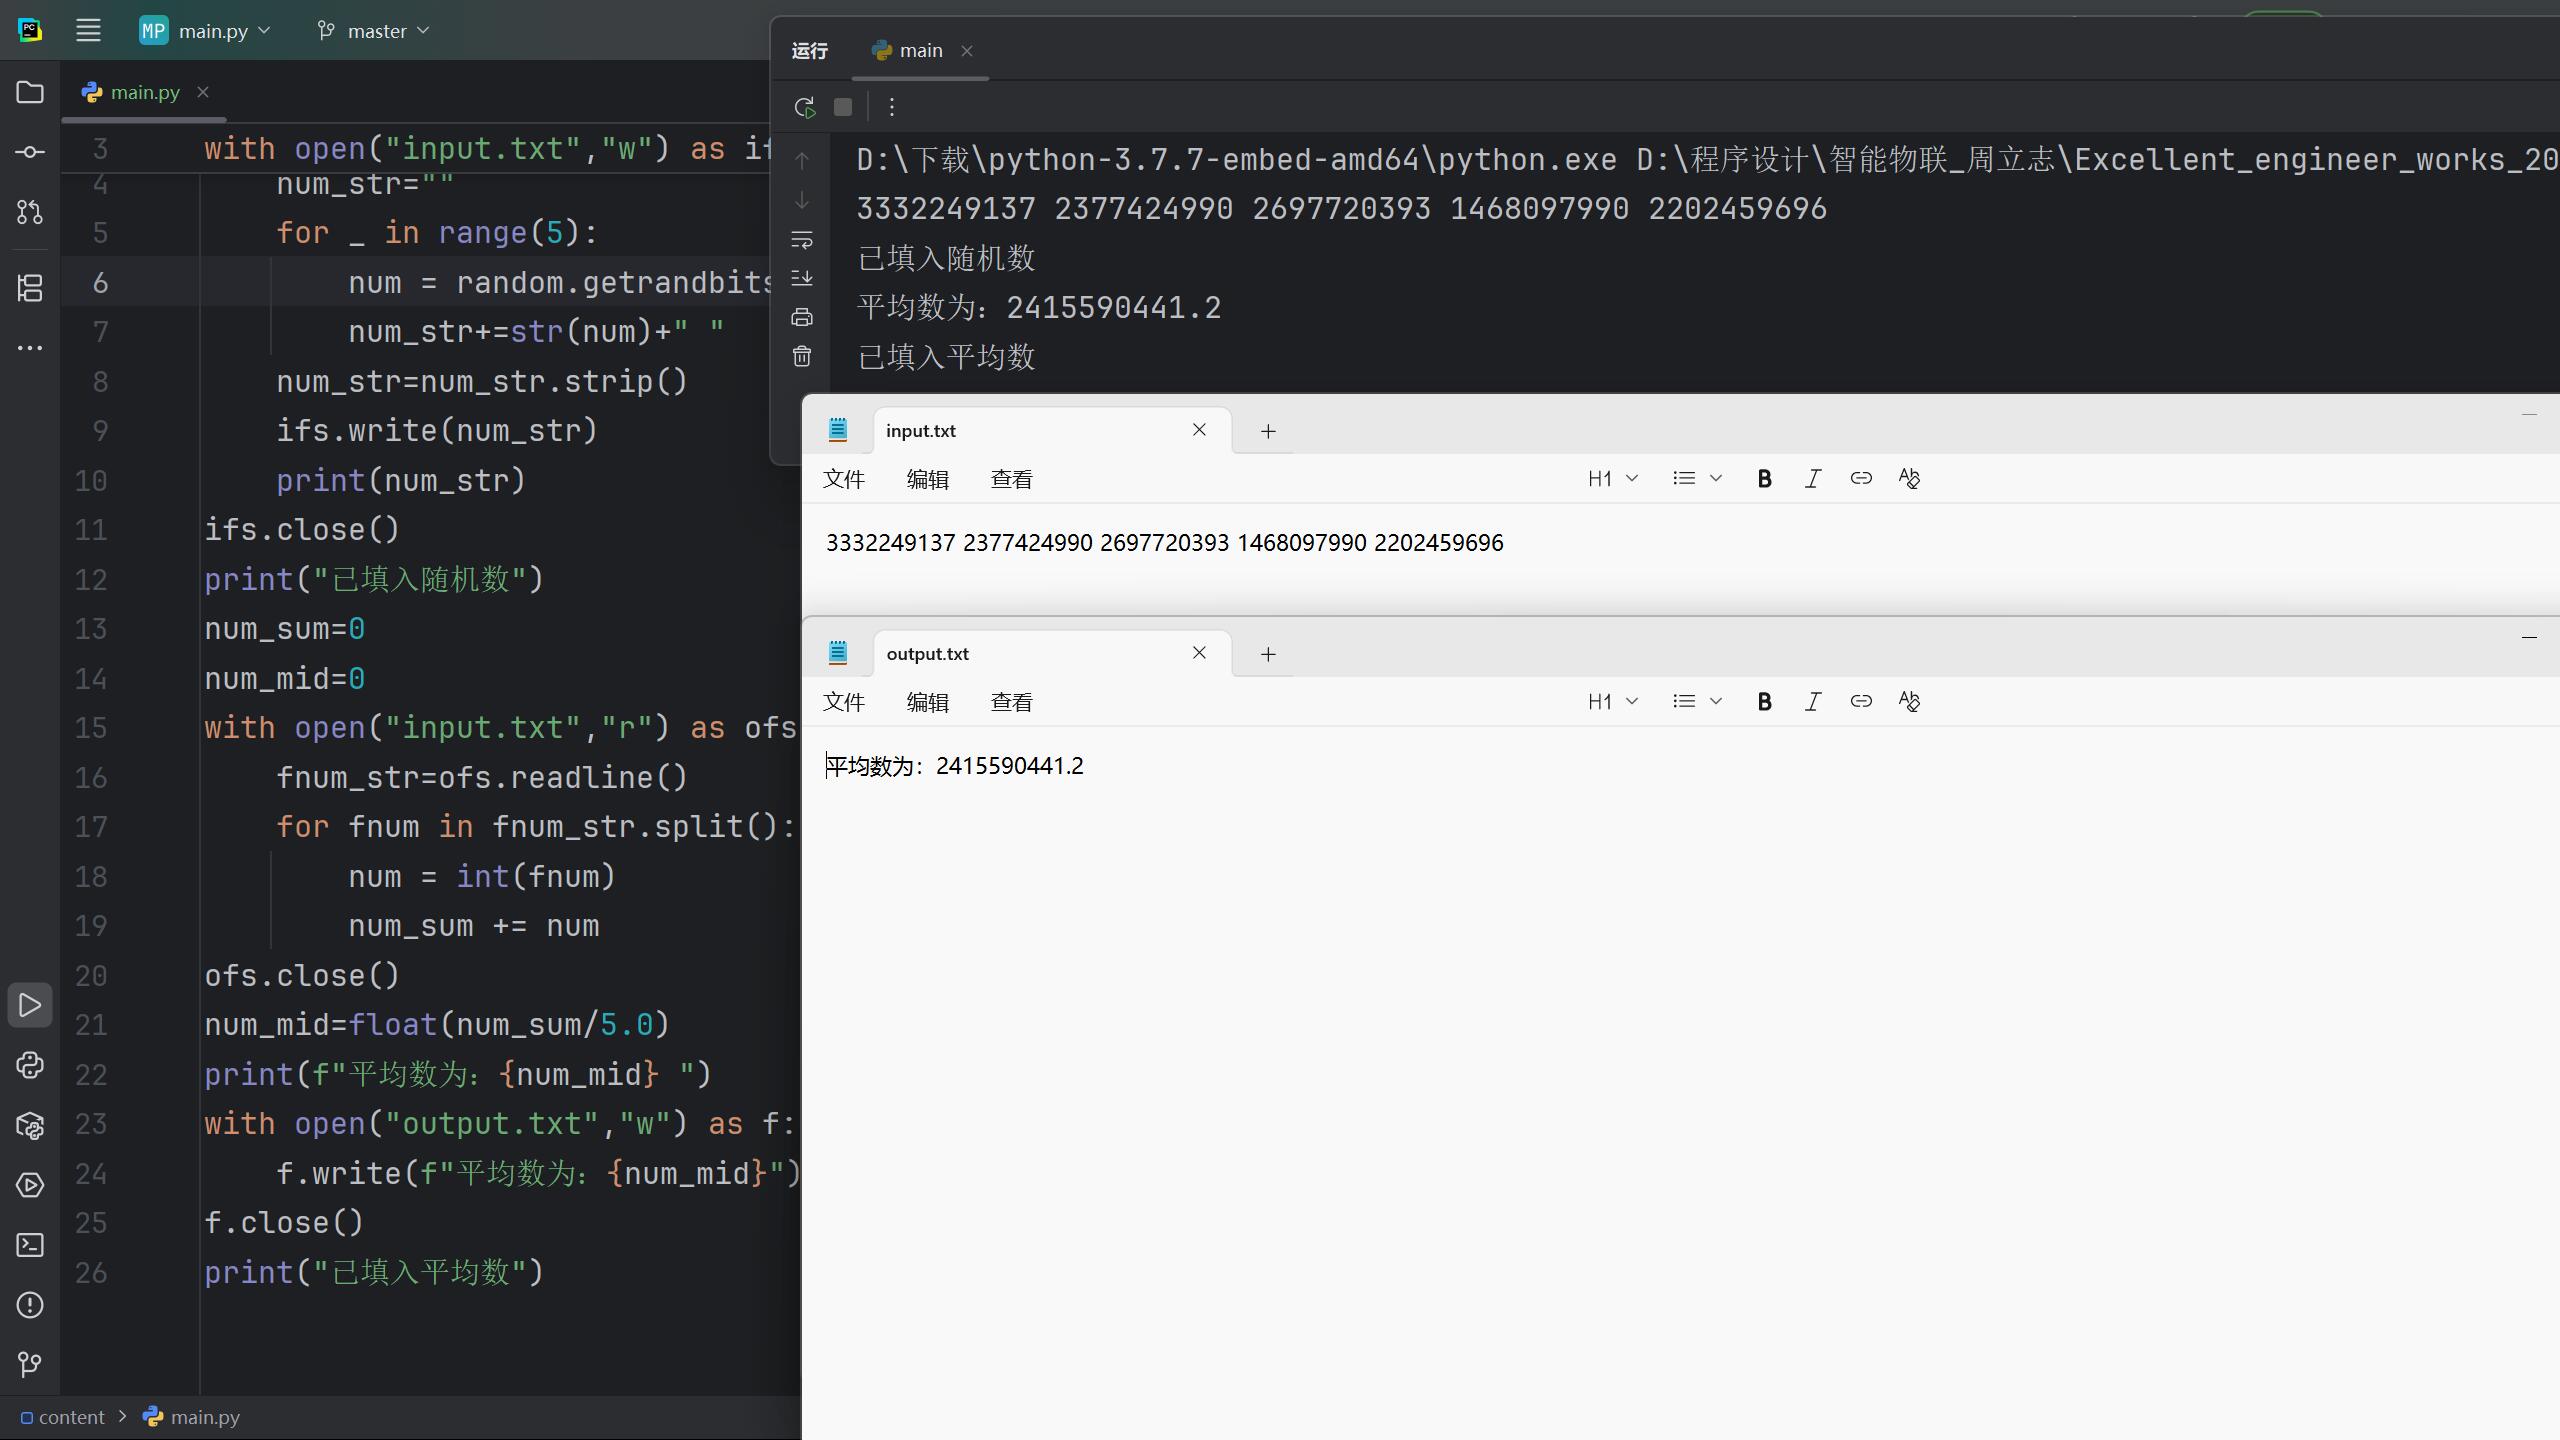 PC
MP main.py
master
main.py
3 with open("input.txt","w") as if
4 num_str=""
5 for _ in range(5):
6 num = random.getrandbits
7 num_str+=str(num)+" "
8 num_str=num_str.strip()
9 ifs.write(num_str)
10 print(num_str)
11 ifs.close()
12 print("已填入随机数")
13 num_sum=0
14 num_mid=0
15 with open("input.txt","r") as ofs
16 fnum_str=ofs.readline()
17 for fnum in fnum_str.split():
18 num = int(fnum)
19 num_sum += num
20 ofs.close()
21 num_mid=float(num_sum/5.0)
22 print(f"平均数为：{num_mid} ")
23 with open("output.txt","w") as f:
24 f.write(f"平均数为：{num_mid}")
25 f.close()
26 print("已填入平均数")
content > main.py
运行 main
D:\下载\python-3.7.7-embed-amd64\python.exe D:\程序设计\智能物联_周立志\Excellent_engineer_works_20
3332249137 2377424990 2697720393 1468097990 2202459696
已填入随机数
平均数为：2415590441.2
已填入平均数
input.txt
文件 编辑 查看 H1 B I
3332249137 2377424990 2697720393 1468097990 2202459696
output.txt
文件 编辑 查看 H1 B I
平均数为：2415590441.2